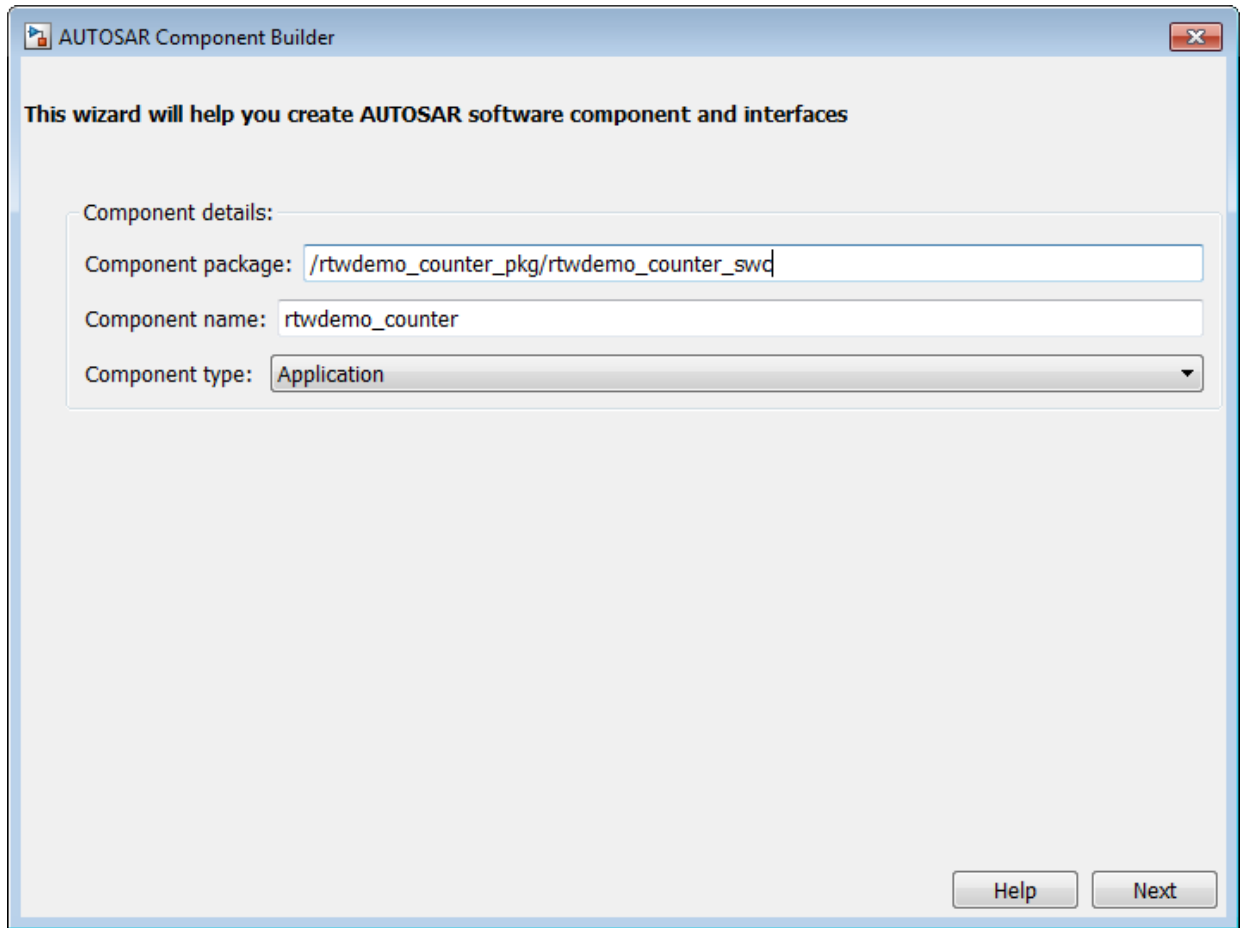 AUTOSAR Component Builder
This wizard will help you create AUTOSAR software component and interfaces
Component details:
Component package: /rtwdemo_counter_pkg/rtwdemo_counter_swc
Component name: rtwdemo_counter
Component type: Application
Help Next